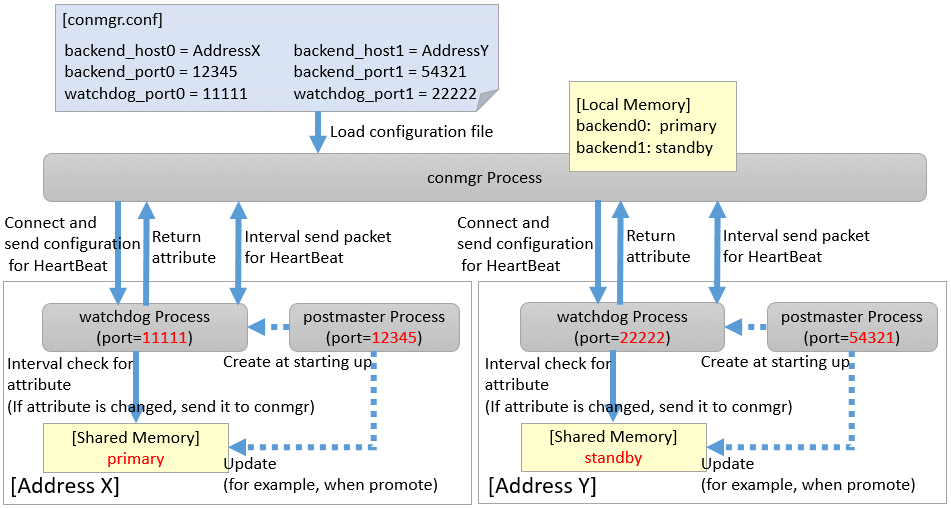 [conmgr.conf]
backend_host0 = AddressX
backend_host1 = AddressY
backend_port0 = 12345
backend_port1 = 54321
watchdog_port0 = 11111
watchdog_port1 = 22222
[Local Memory]
backend0:  primary
backend1: standby
Load configuration file
conmgr Process
Connect and
send configuration
for HeartBeat
Return
attribute
Interval send packet
for HeartBeat
Connect and
send configuration
for HeartBeat
Return
attribute
Interval send packet
for HeartBeat
watchdog Process
(port=11111)
postmaster Process
(port=12345)
Create at starting up
Interval check for
attribute
(If attribute is changed, send it to conmgr)
[Shared Memory]
primary
Update
(for example, when promote)
[Address X]
watchdog Process
(port=22222)
postmaster Process
(port=54321)
Create at starting up
Interval check for
attribute
(If attribute is changed, send it to conmgr)
[Shared Memory]
standby
Update
(for example, when promote)
[Address Y]